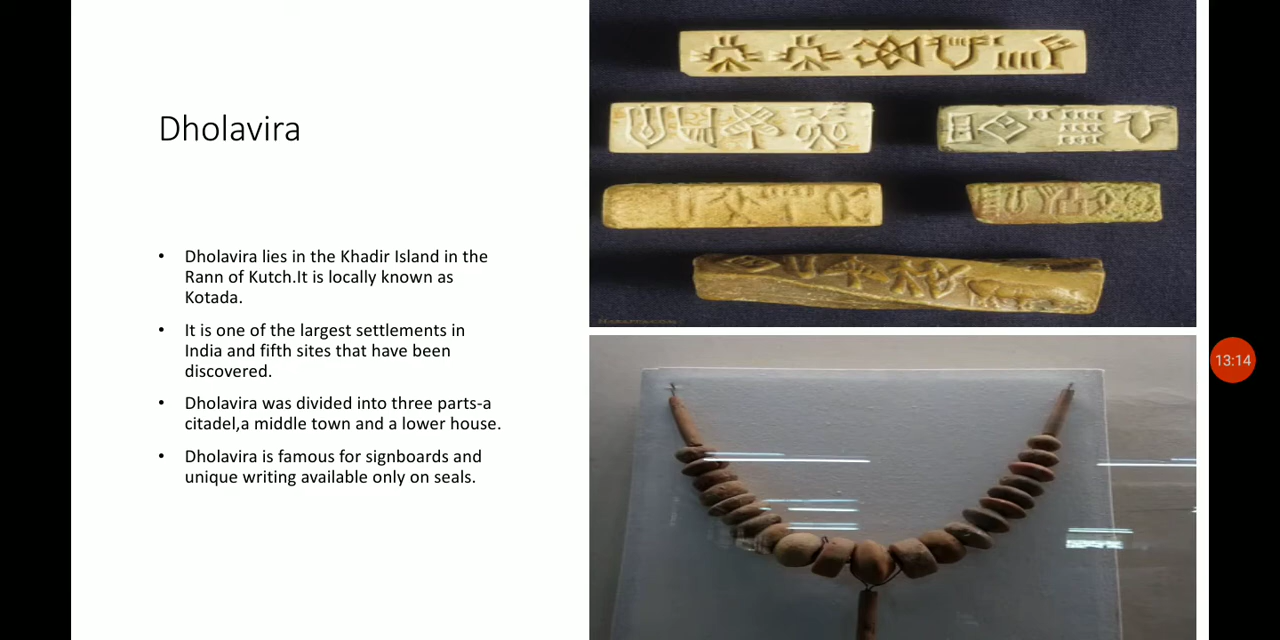 Dholavira
• Dholavira lies in the Khadir Island in the
Rann of Kutch.It is locally known as
Kotada.
• It is one of the largest settlements in
India and fifth sites that have been
discovered.
• Dholavira was divided into three parts-a
citadel,a middle town and a lower house.
• Dholavira is famous for signboards and
unique writing available only on seals.
13:14